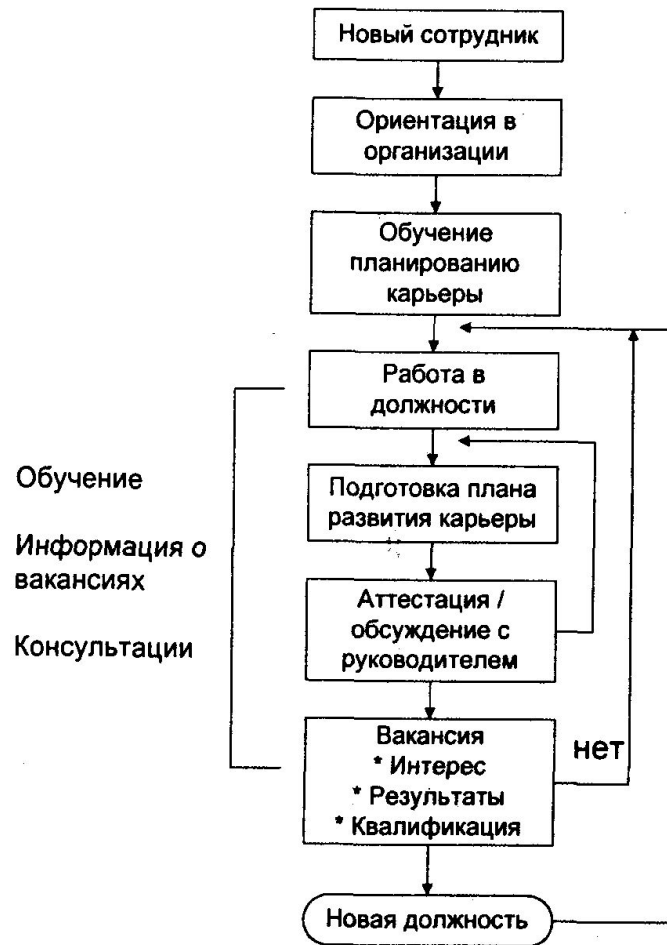 Новый сотрудник
Ориентация в
организации
Обучение
планированию
карьеры
Работа в
должности
Подготовка плана
развития карьеры
Аттестация /
обсуждение с
руководителем
Вакансия
* Интерес
* Результаты
* Квалификация
нет
Новая должность
Обучение
Информация о
вакансиях
Консультации